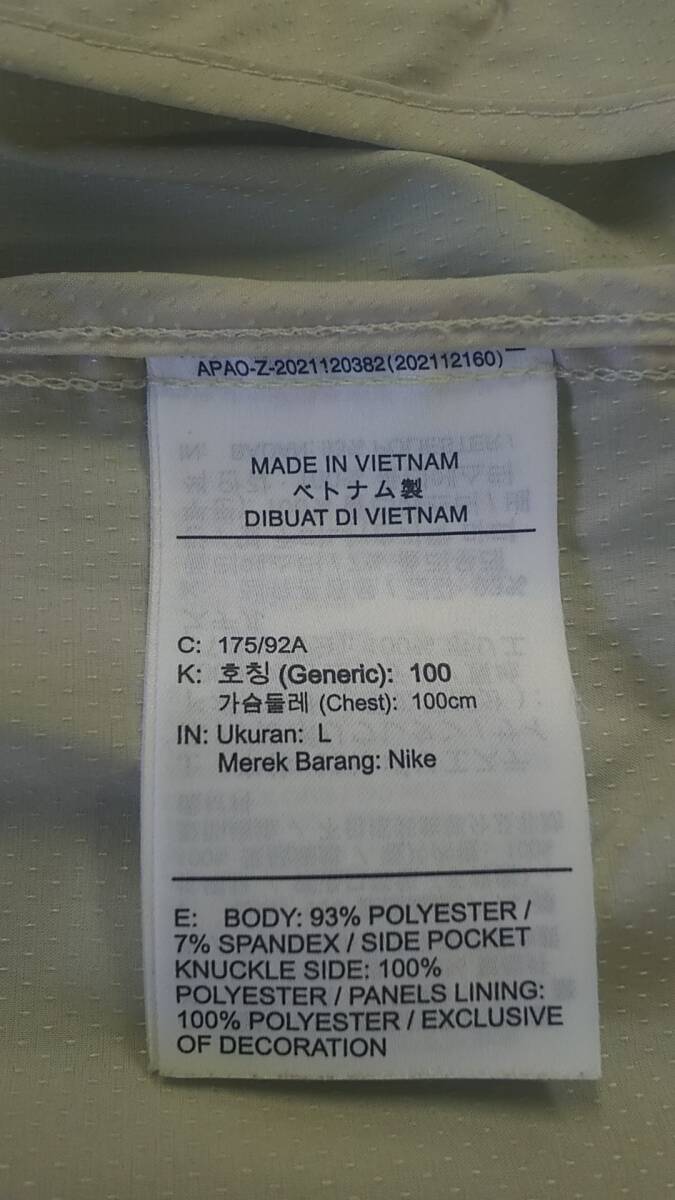 APAO-Z-2021120382(202112160)
MADE IN VIETNAM
ベトナム製
DIBUAT DI VIETNAM
C: 175/92A
K: 호칭 (Generic): 100
가슴둘레 (Chest): 100cm
IN: Ukuran: L
Merek Barang: Nike
E: BODY: 93% POLYESTER /
7% SPANDEX / SIDE POCKET
KNUCKLE SIDE: 100%
POLYESTER / PANELS LINING:
100% POLYESTER / EXCLUSIVE
OF DECORATION